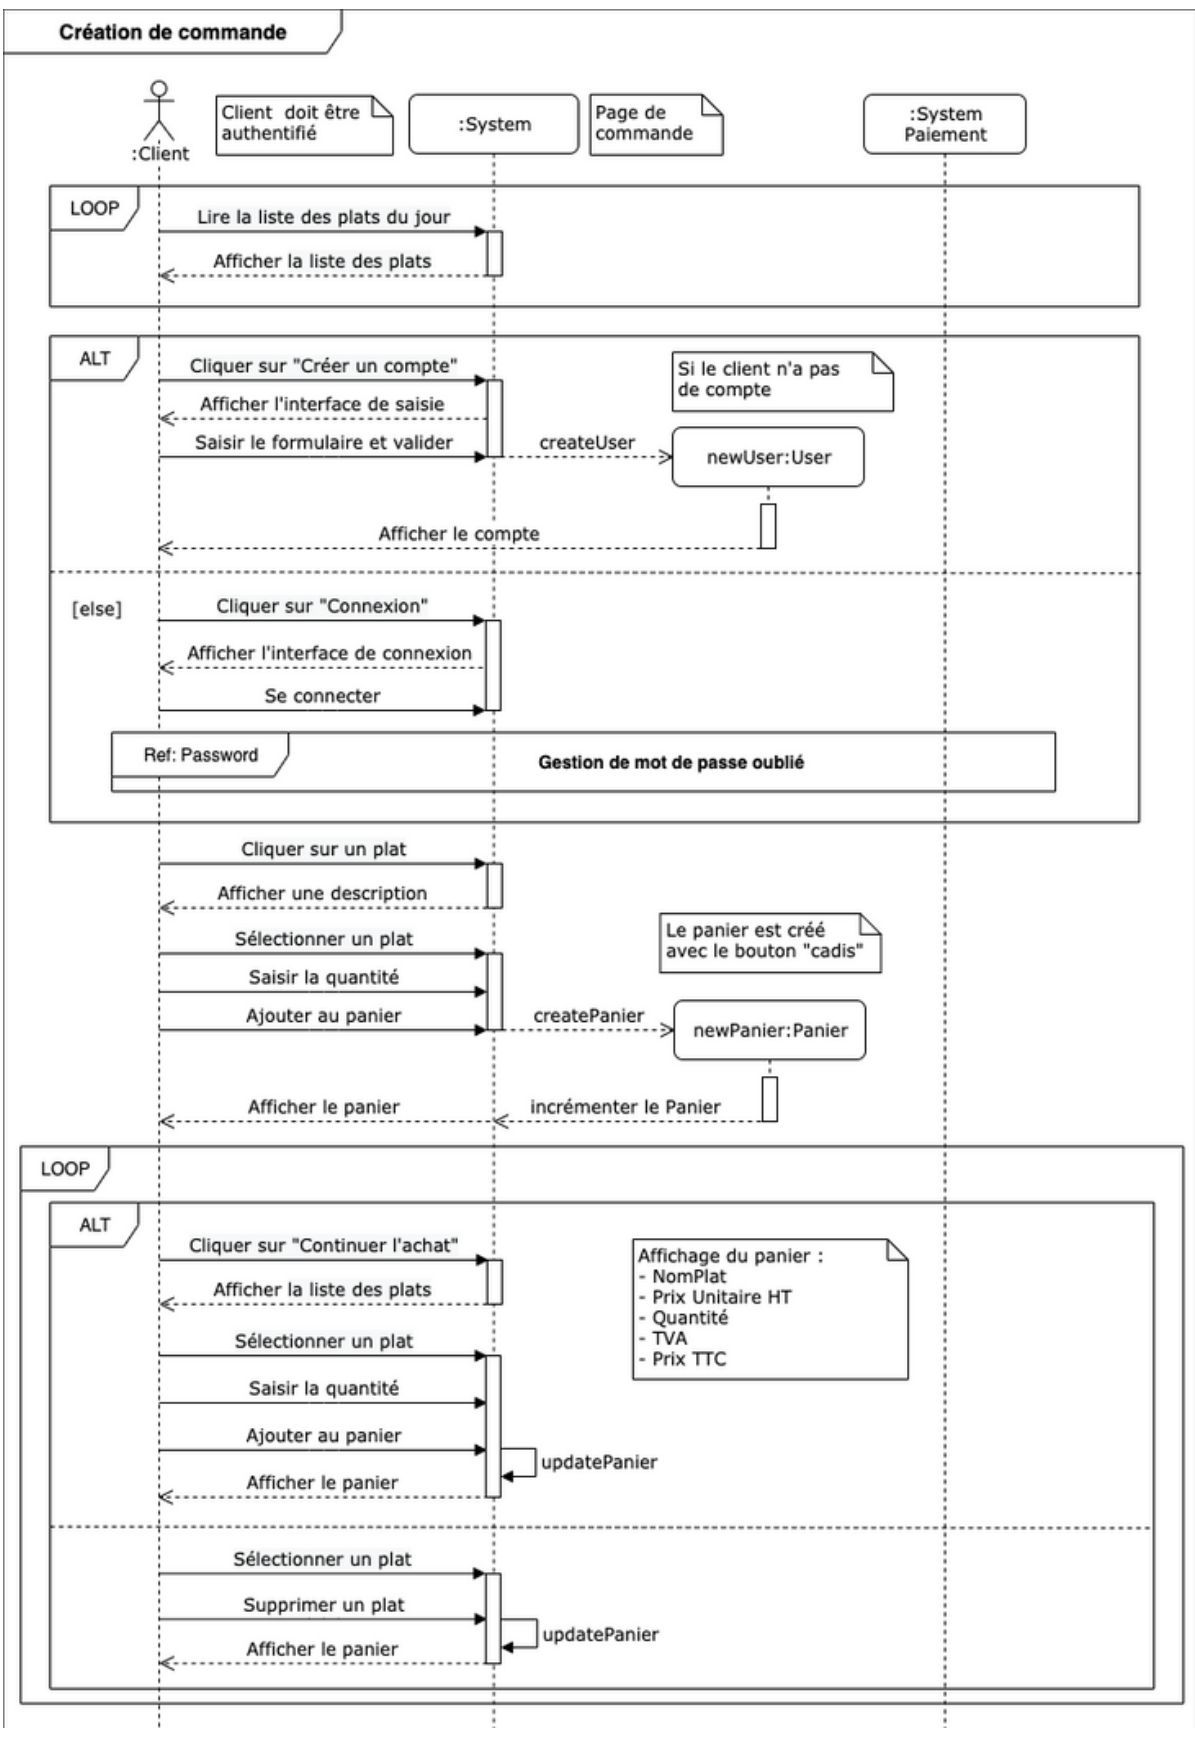 Création de commande
Client  doit être
authentifié
:System
Page de
commande
:System
Paiement
:Client
LOOP
Lire la liste des plats du jour
Afficher la liste des plats
ALT
Cliquer sur "Créer un compte"
Si le client n'a pas
de compte
Afficher l'interface de saisie
Saisir le formulaire et valider
createUser
newUser:User
Afficher le compte
[else]
Cliquer sur "Connexion"
Afficher l'interface de connexion
Se connecter
Ref: Password
Gestion de mot de passe oublié
Cliquer sur un plat
Afficher une description
Le panier est créé
avec le bouton "cadis"
Sélectionner un plat
Saisir la quantité
Ajouter au panier
createPanier
newPanier:Panier
Afficher le panier
incrémenter le Panier
LOOP
ALT
Cliquer sur "Continuer l'achat"
Affichage du panier :
- NomPlat
- Prix Unitaire HT
- Quantité
- TVA
- Prix TTC
Afficher la liste des plats
Sélectionner un plat
Saisir la quantité
Ajouter au panier
updatePanier
Afficher le panier
Sélectionner un plat
Supprimer un plat
updatePanier
Afficher le panier